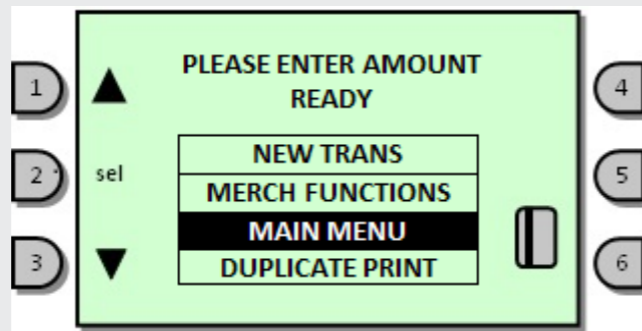 PLEASE ENTER AMOUNT
READY
1
4
NEW TRANS
2
sel
5
MERCH FUNCTIONS
MAIN MENU
3
6
DUPLICATE PRINT